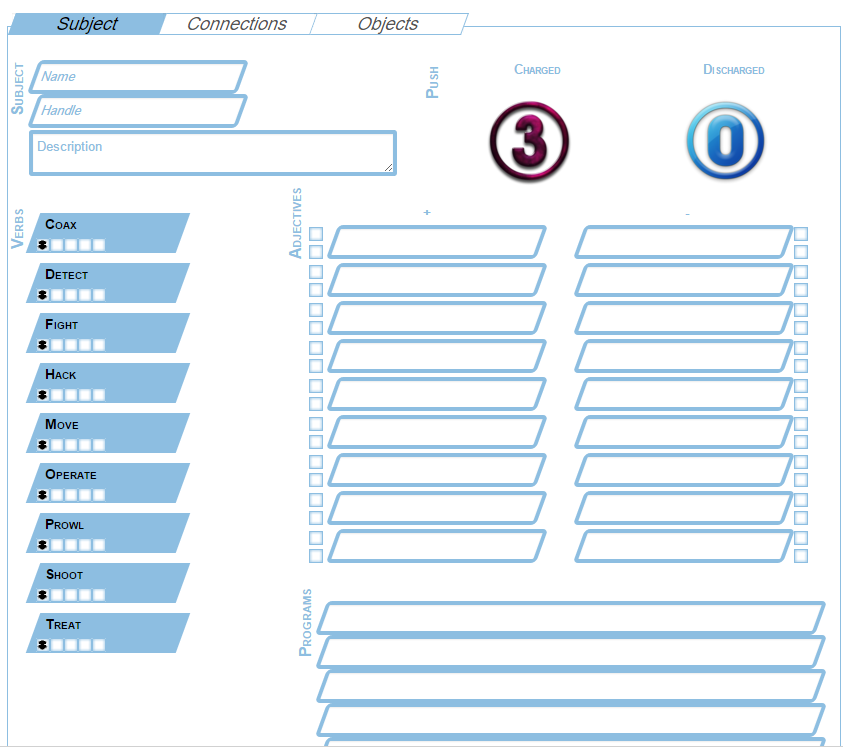 Subject Connections Objects
SUBJECT
Name
Handle
Description
PUSH
CHARGED DISCHARGED
3 0
VERBS
COAX
DETECT
FIGHT
HACK
MOVE
OPERATE
PROWL
SHOOT
TREAT
ADJECTIVES
+ -
PROGRAMS